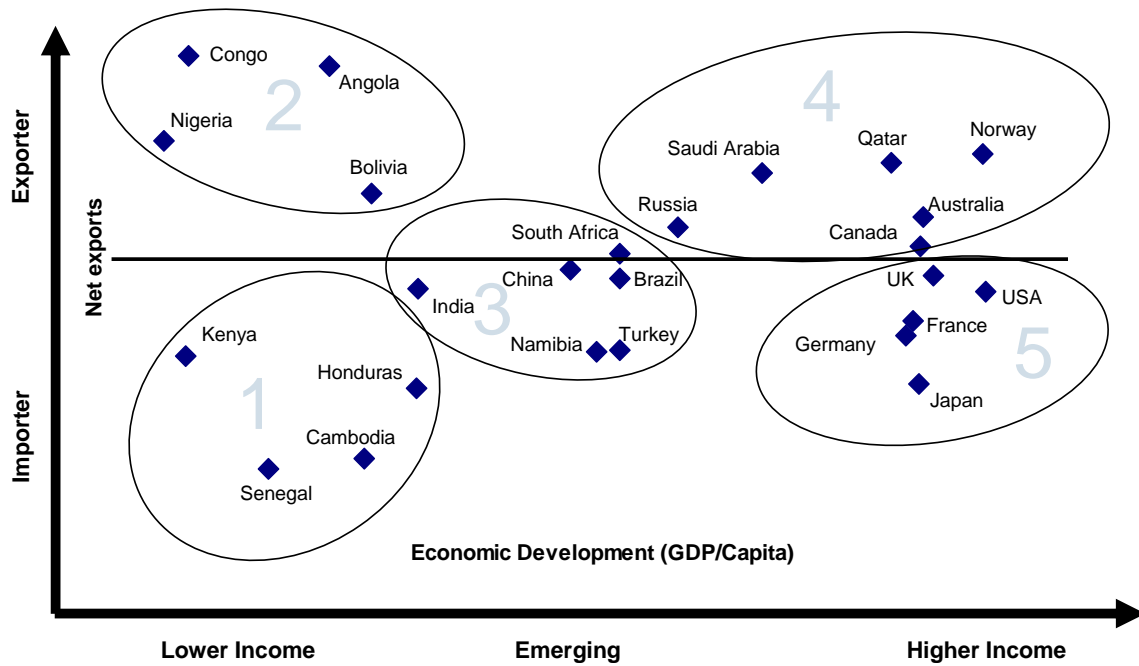 Congo
Angola
2
4
Nigeria
Norway
Qatar
Saudi Arabia
Bolivia
Exporter
Russia
Australia
South Africa
Canada
Net exports
China
Brazil
UK
India
3
USA
Kenya
Namibia
Turkey
France
Germany
5
Honduras
1
Japan
Cambodia
Senegal
Importer
Economic Development (GDP/Capita)
Lower Income
Emerging
Higher Income